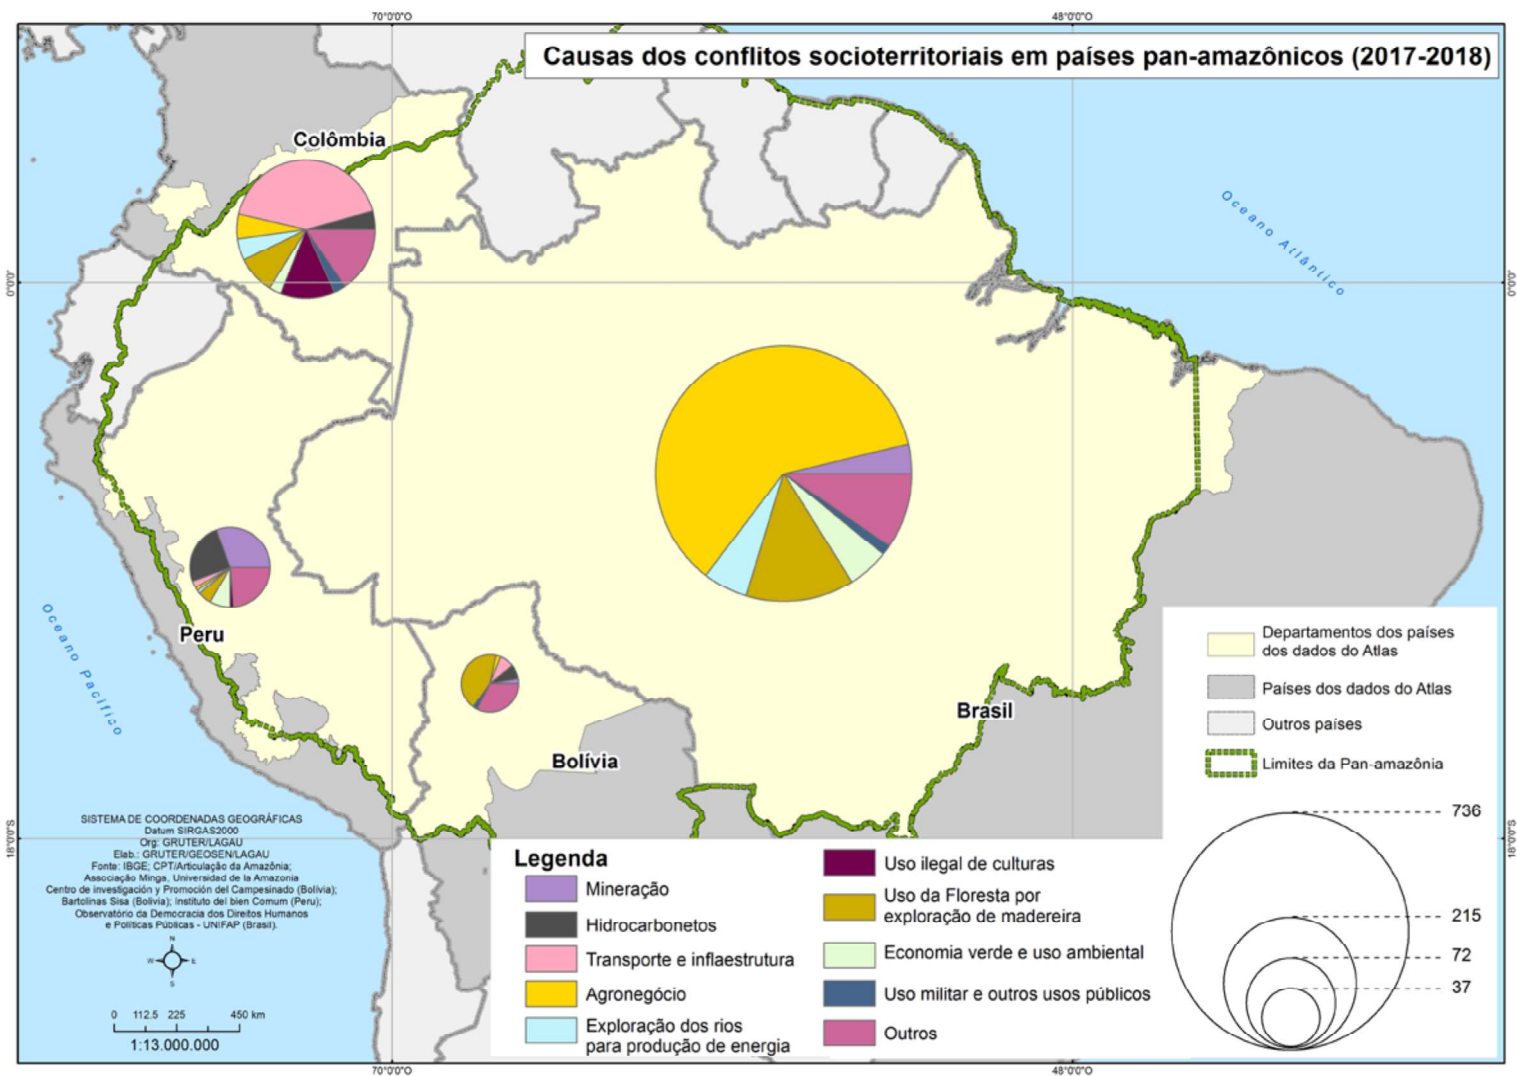 70°0'0"O
48°0'0"O
Causas dos conflitos socioterritoriais em países pan-amazônicos (2017-2018)
Colômbia
Oceano Atlântico
0°0'0"
0°0'0"
Peru
Oceano Pacífico
Bolívia
Brasil
Departamentos dos países
dos dados do Atlas
Países dos dados do Atlas
Outros países
Limites da Pan-amazônia
736
215
72
37
18°0'0"S
18°0'0"S
SISTEMA DE COORDENADAS GEOGRÁFICAS
Datum SIRGAS2000
Org: GRUTER/LAGAU
Elab.: GRUTER/GEOSEN/LAGAU
Fonte: IBGE; CPT/Articulação da Amazônia;
Associação Minga, Universidad de la Amazonia
Centro de investigación y Promoción del Campesinado (Bolívia);
Bartolinas Sisa (Bolivia); Instituto del bien Comum (Peru);
Observatório da Democracia dos Direitos Humanos
e Políticas Públicas - UNIFAP (Brasil).
N
W
E
S
0 112.5 225 450 km
1:13.000.000
Legenda
Mineração
Hidrocarbonetos
Transporte e inflaestrutura
Agronegócio
Exploração dos rios
para produção de energia
Uso ilegal de culturas
Uso da Floresta por
exploração de madereira
Economia verde e uso ambiental
Uso militar e outros usos públicos
Outros
70°0'0"O
48°0'0"O